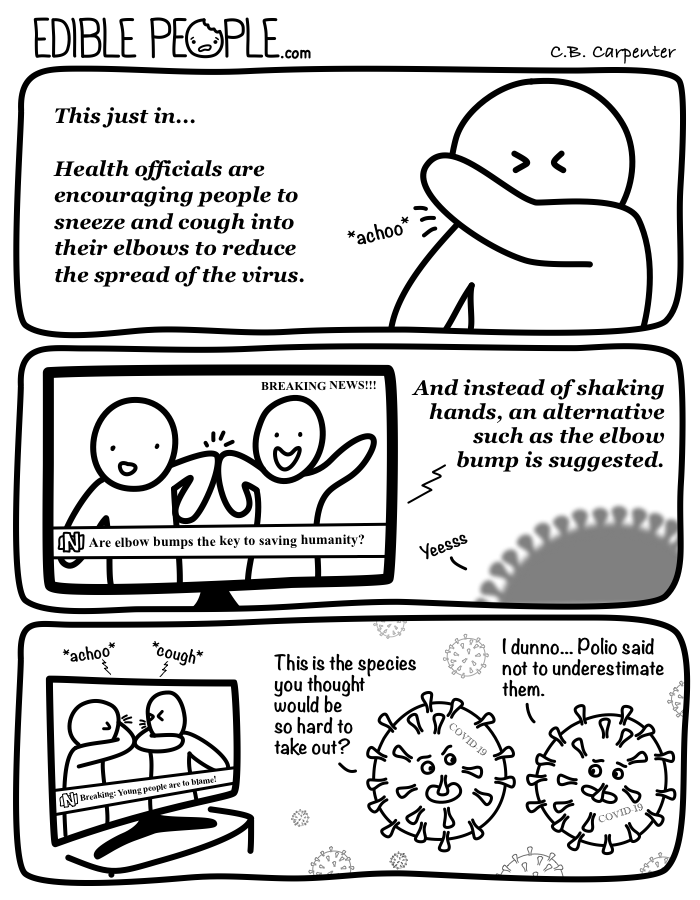 EDIBLE PEOPLE.com
C.B. Carpenter
This just in...
Health officials are
encouraging people to
sneeze and cough into
their elbows to reduce
the spread of the virus.
*achoo*
BREAKING NEWS!!!
N Are elbow bumps the key to saving humanity?
And instead of shaking
hands, an alternative
such as the elbow
bump is suggested.
Yeesss
*achoo*
*cough*
N Breaking: Young people are to blame!
This is the species
you thought
would be
so hard to
take out?
COVID 19
I dunno... Polio said
not to underestimate
them.
COVID-19